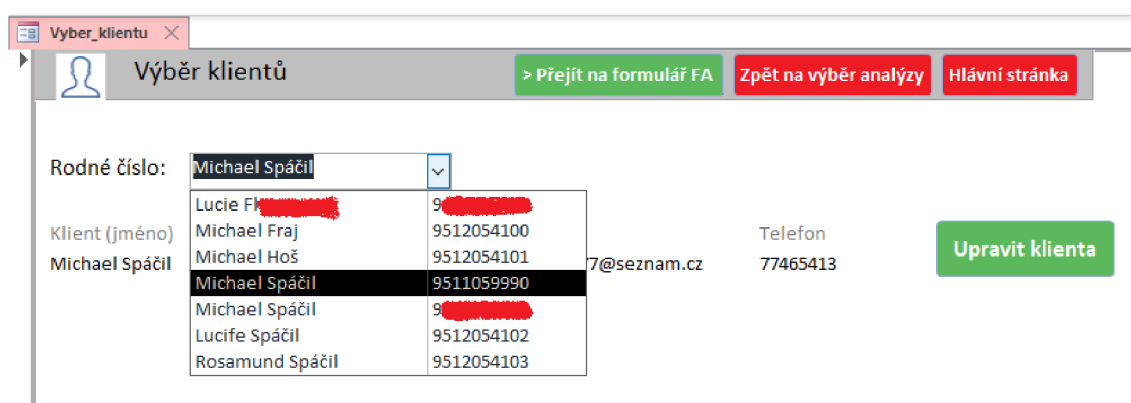 Vyber_klientu
Výběr klientů
> Přejít na formulář FA
Zpět na výběr analýzy
Hlávní stránka
Rodné číslo:
Michael Spáčil
Lucie
Michael Fraj 9512054100
Michael Hoš 9512054101
Michael Spáčil 9511059990
Michael Spáčil
Lucife Spáčil 9512054102
Rosamund Spáčil 9512054103
Klient (jméno)
Michael Spáčil
7@seznam.cz
Telefon
77465413
Upravit klienta